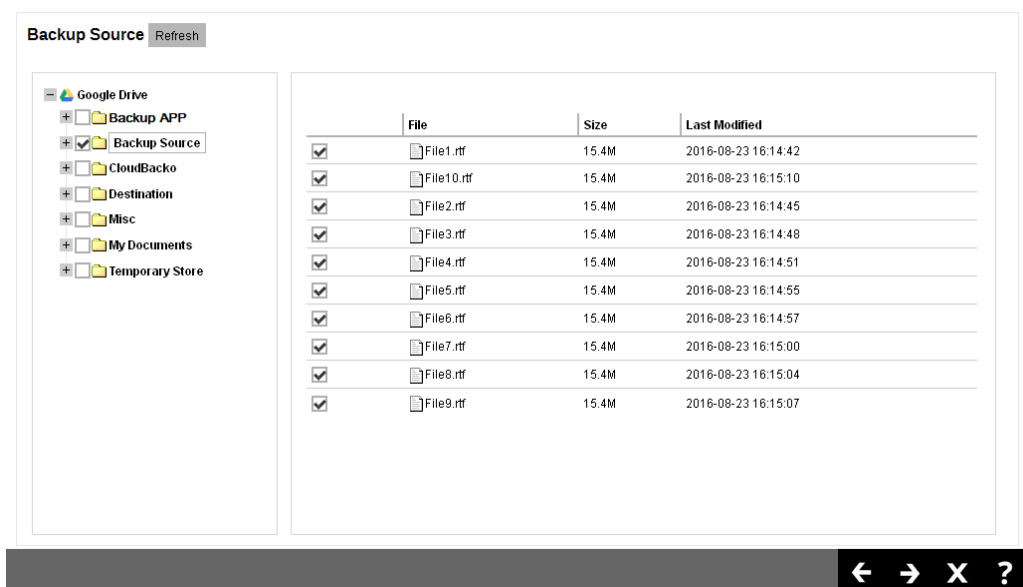 Backup Source Refresh
Google Drive
Backup APP
Backup Source
CloudBacko
Destination
Misc
My Documents
Temporary Store
File Size Last Modified
File1.rtf 15.4M 2016-08-23 16:14:42
File10.rtf 15.4M 2016-08-23 16:15:10
File2.rtf 15.4M 2016-08-23 16:14:45
File3.rtf 15.4M 2016-08-23 16:14:48
File4.rtf 15.4M 2016-08-23 16:14:51
File5.rtf 15.4M 2016-08-23 16:14:55
File6.rtf 15.4M 2016-08-23 16:14:57
File7.rtf 15.4M 2016-08-23 16:15:00
File8.rtf 15.4M 2016-08-23 16:15:04
File9.rtf 15.4M 2016-08-23 16:15:07
X ?